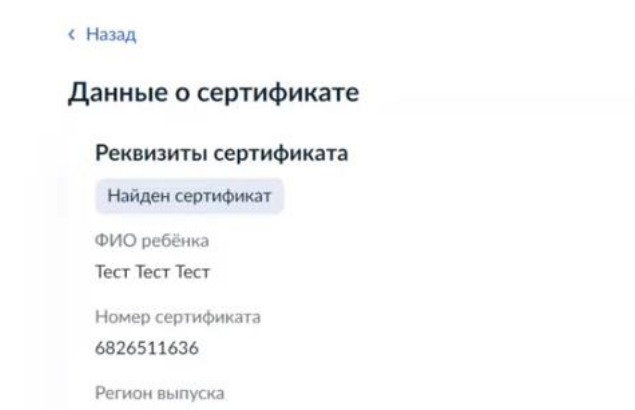 ‹ Назад
Данные о сертификате
Реквизиты сертификата
Найден сертификат
ФИО ребёнка
Тест Тест Тест
Номер сертификата
6826511636
Регион выпуска